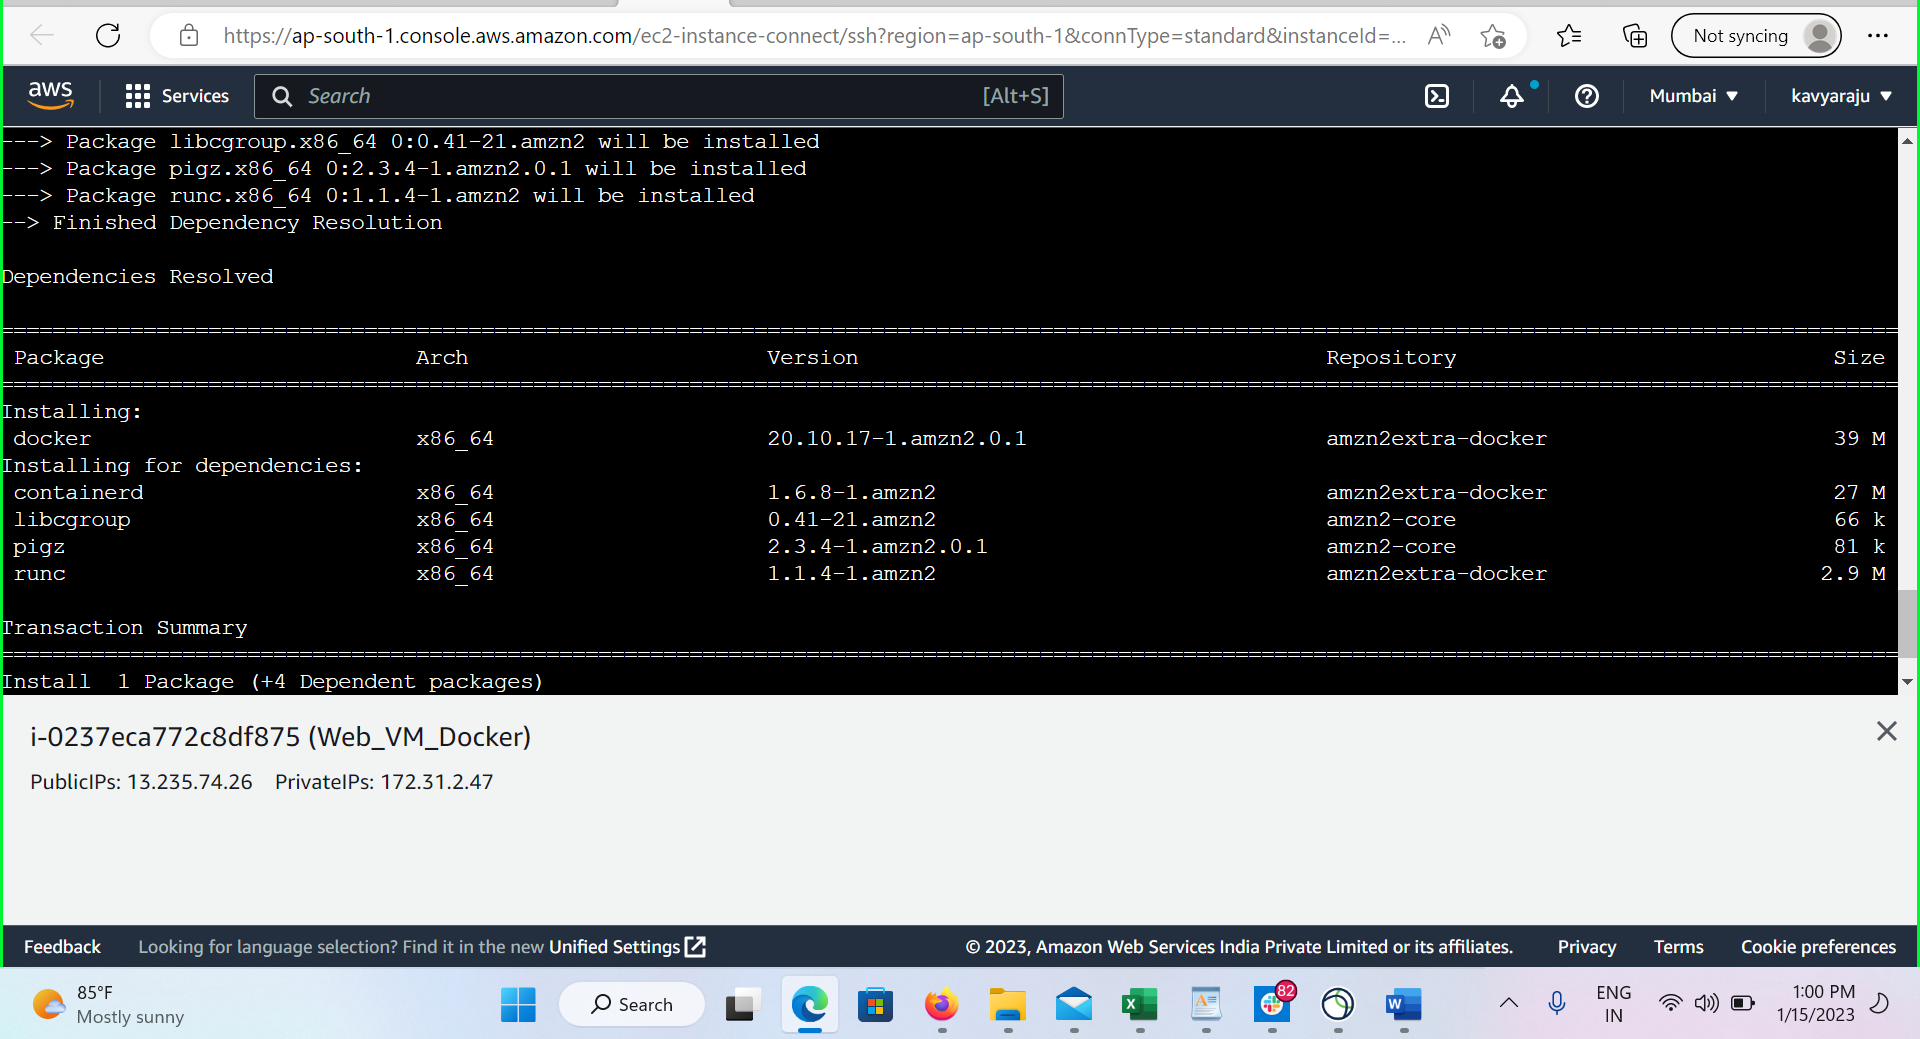 https://ap-south-1.console.aws.amazon.com/ec2-instance-connect/ssh?region=ap-south-1&connType=standard&instanceId=...
Not syncing
aws
Services
Search
[Alt+S]
Mumbai
kavyaraju
---> Package libcgroup.x86_64 0:0.41-21.amzn2 will be installed
---> Package pigz.x86_64 0:2.3.4-1.amzn2.0.1 will be installed
---> Package runc.x86_64 0:1.1.4-1.amzn2 will be installed
--> Finished Dependency Resolution
Dependencies Resolved
Package Arch Version Repository Size
Installing:
docker x86_64 20.10.17-1.amzn2.0.1 amzn2extra-docker 39 M
Installing for dependencies:
containerd x86_64 1.6.8-1.amzn2 amzn2extra-docker 27 M
libcgroup x86_64 0.41-21.amzn2 amzn2-core 66 k
pigz x86_64 2.3.4-1.amzn2.0.1 amzn2-core 81 k
runc x86_64 1.1.4-1.amzn2 amzn2extra-docker 2.9 M
Transaction Summary
Install 1 Package (+4 Dependent packages)
i-0237eca772c8df875 (Web_VM_Docker)
PublicIPs: 13.235.74.26 PrivateIPs: 172.31.2.47
Feedback Looking for language selection? Find it in the new Unified Settings © 2023, Amazon Web Services India Private Limited or its affiliates. Privacy Terms Cookie preferences
85°F
Mostly sunny
Search
82
ENG
IN
1:00 PM
1/15/2023